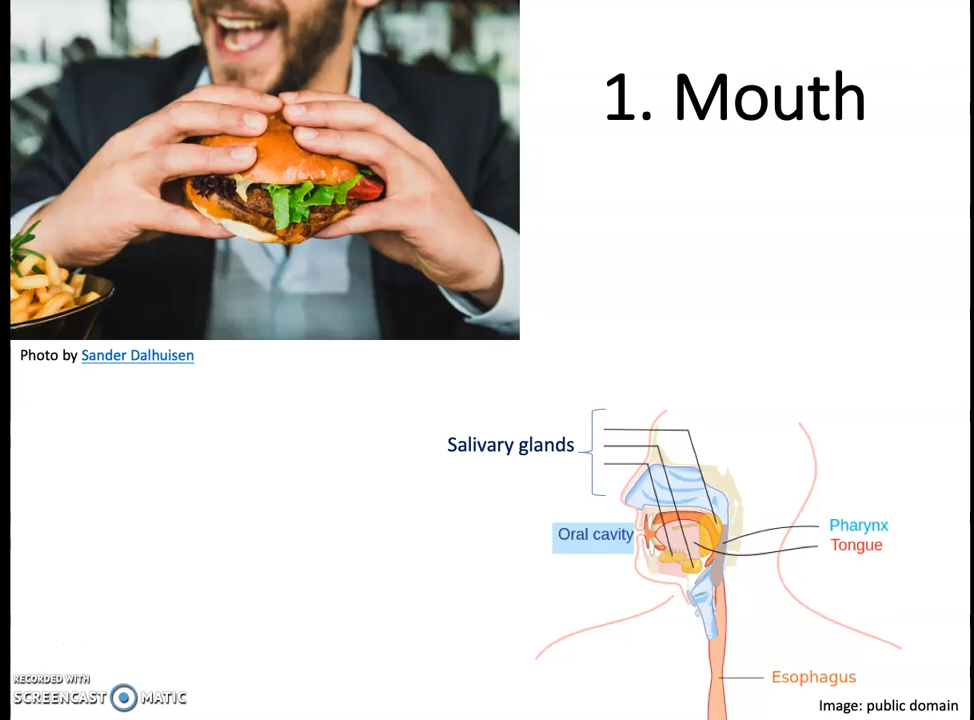 1. Mouth
Photo by Sander Dalhuisen
Salivary glands
Oral cavity
Pharynx
Tongue
Esophagus
RECORDED WITH
SCREENCAST MATIC
Image: public domain